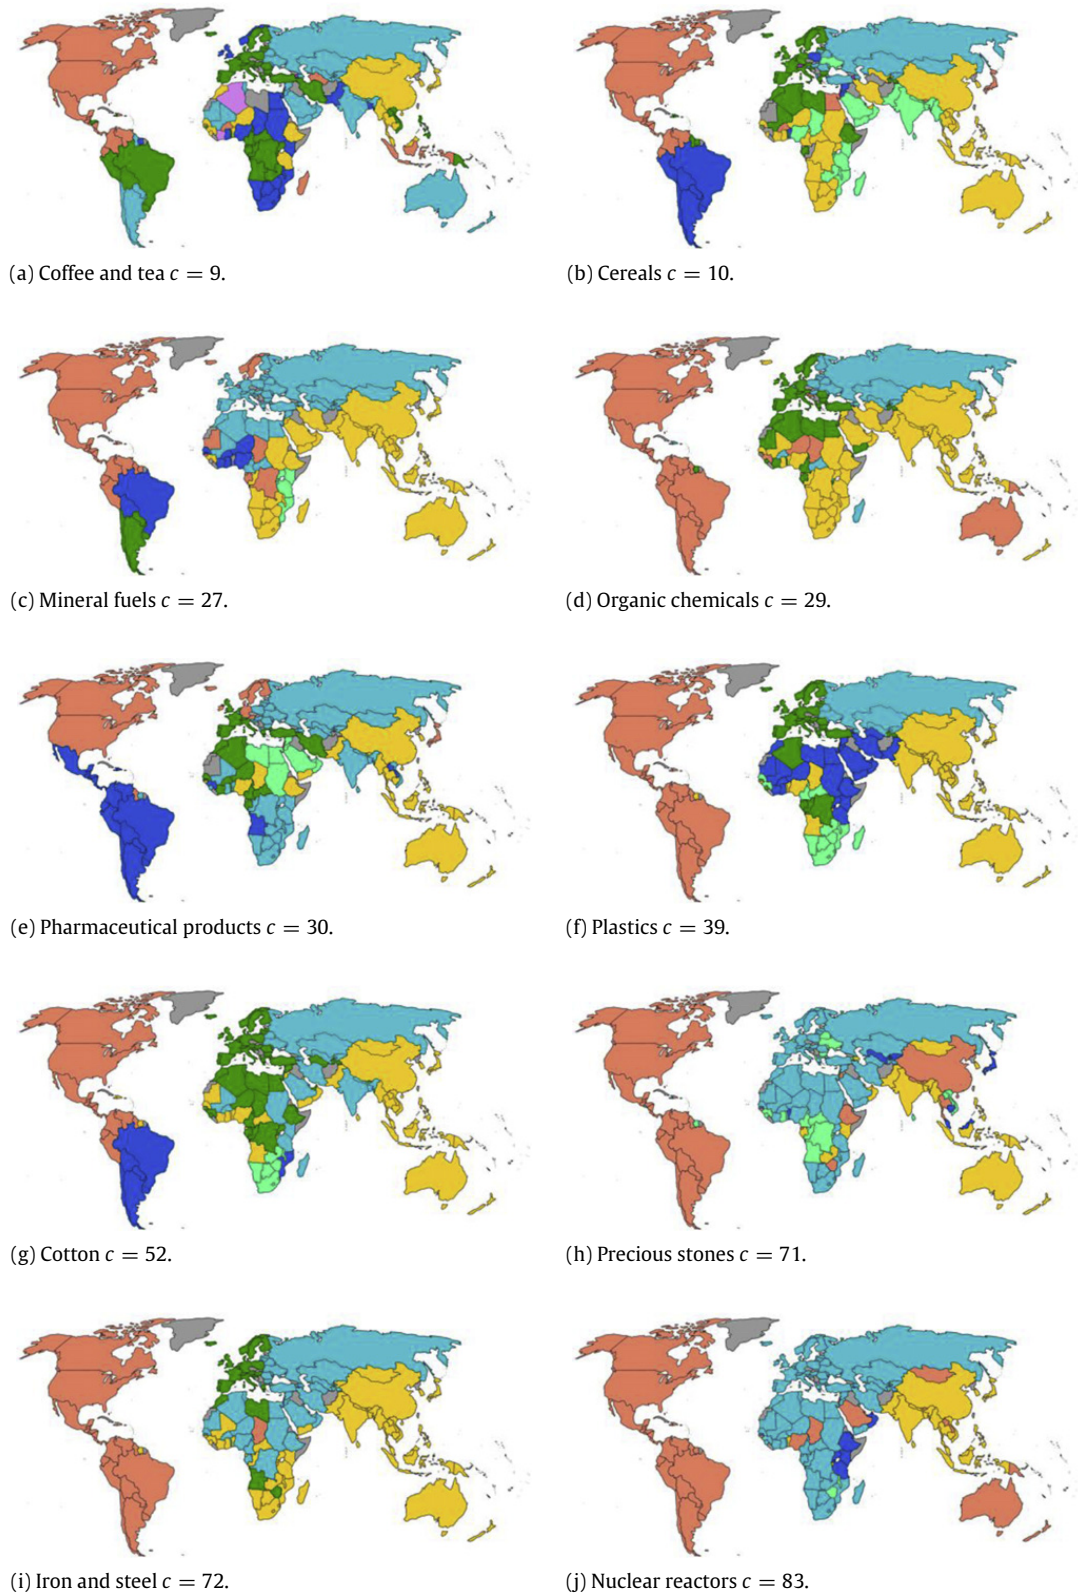 (a) Coffee and tea c = 9.
(b) Cereals c = 10.
(c) Mineral fuels c = 27.
(d) Organic chemicals c = 29.
(e) Pharmaceutical products c = 30.
(f) Plastics c = 39.
(g) Cotton c = 52.
(h) Precious stones c = 71.
(i) Iron and steel c = 72.
(j) Nuclear reactors c = 83.